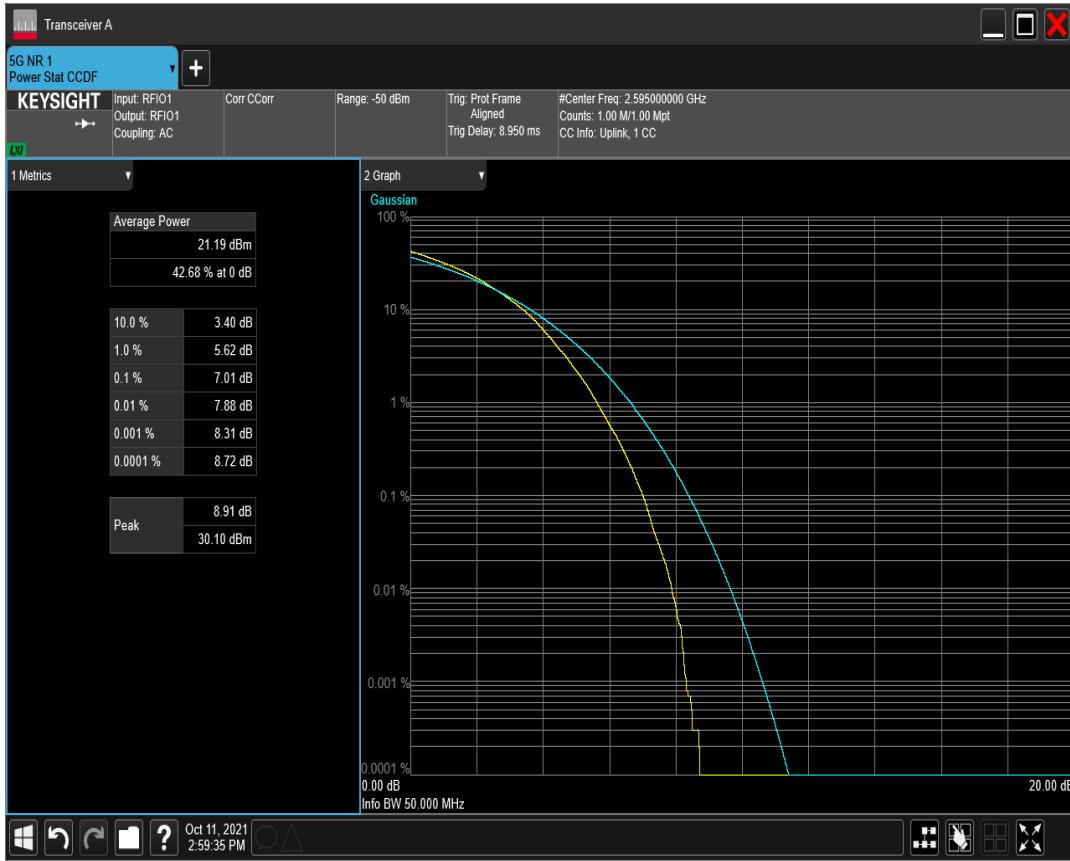 Transceiver A
5G NR 1
Power Stat CCDF
+
KEYSIGHT
LXI
Input: RFIO1
Output: RFIO1
Coupling: AC
Corr CCorr
Range: -50 dBm
Trig: Prot Frame
Aligned
Trig Delay: 8.950 ms
#Center Freq: 2.595000000 GHz
Counts: 1.00 M/1.00 Mpt
CC Info: Uplink, 1 CC
1 Metrics
Average Power
21.19 dBm
42.68 % at 0 dB
10.0 % 3.40 dB
1.0 % 5.62 dB
0.1 % 7.01 dB
0.01 % 7.88 dB
0.001 % 8.31 dB
0.0001 % 8.72 dB
Peak
8.91 dB
30.10 dBm
2 Graph
Gaussian
100 %
10 %
1 %
0.1 %
0.01 %
0.001 %
0.0001 %
0.00 dB
20.00 dB
Info BW 50.000 MHz
?
Oct 11, 2021
2:59:35 PM